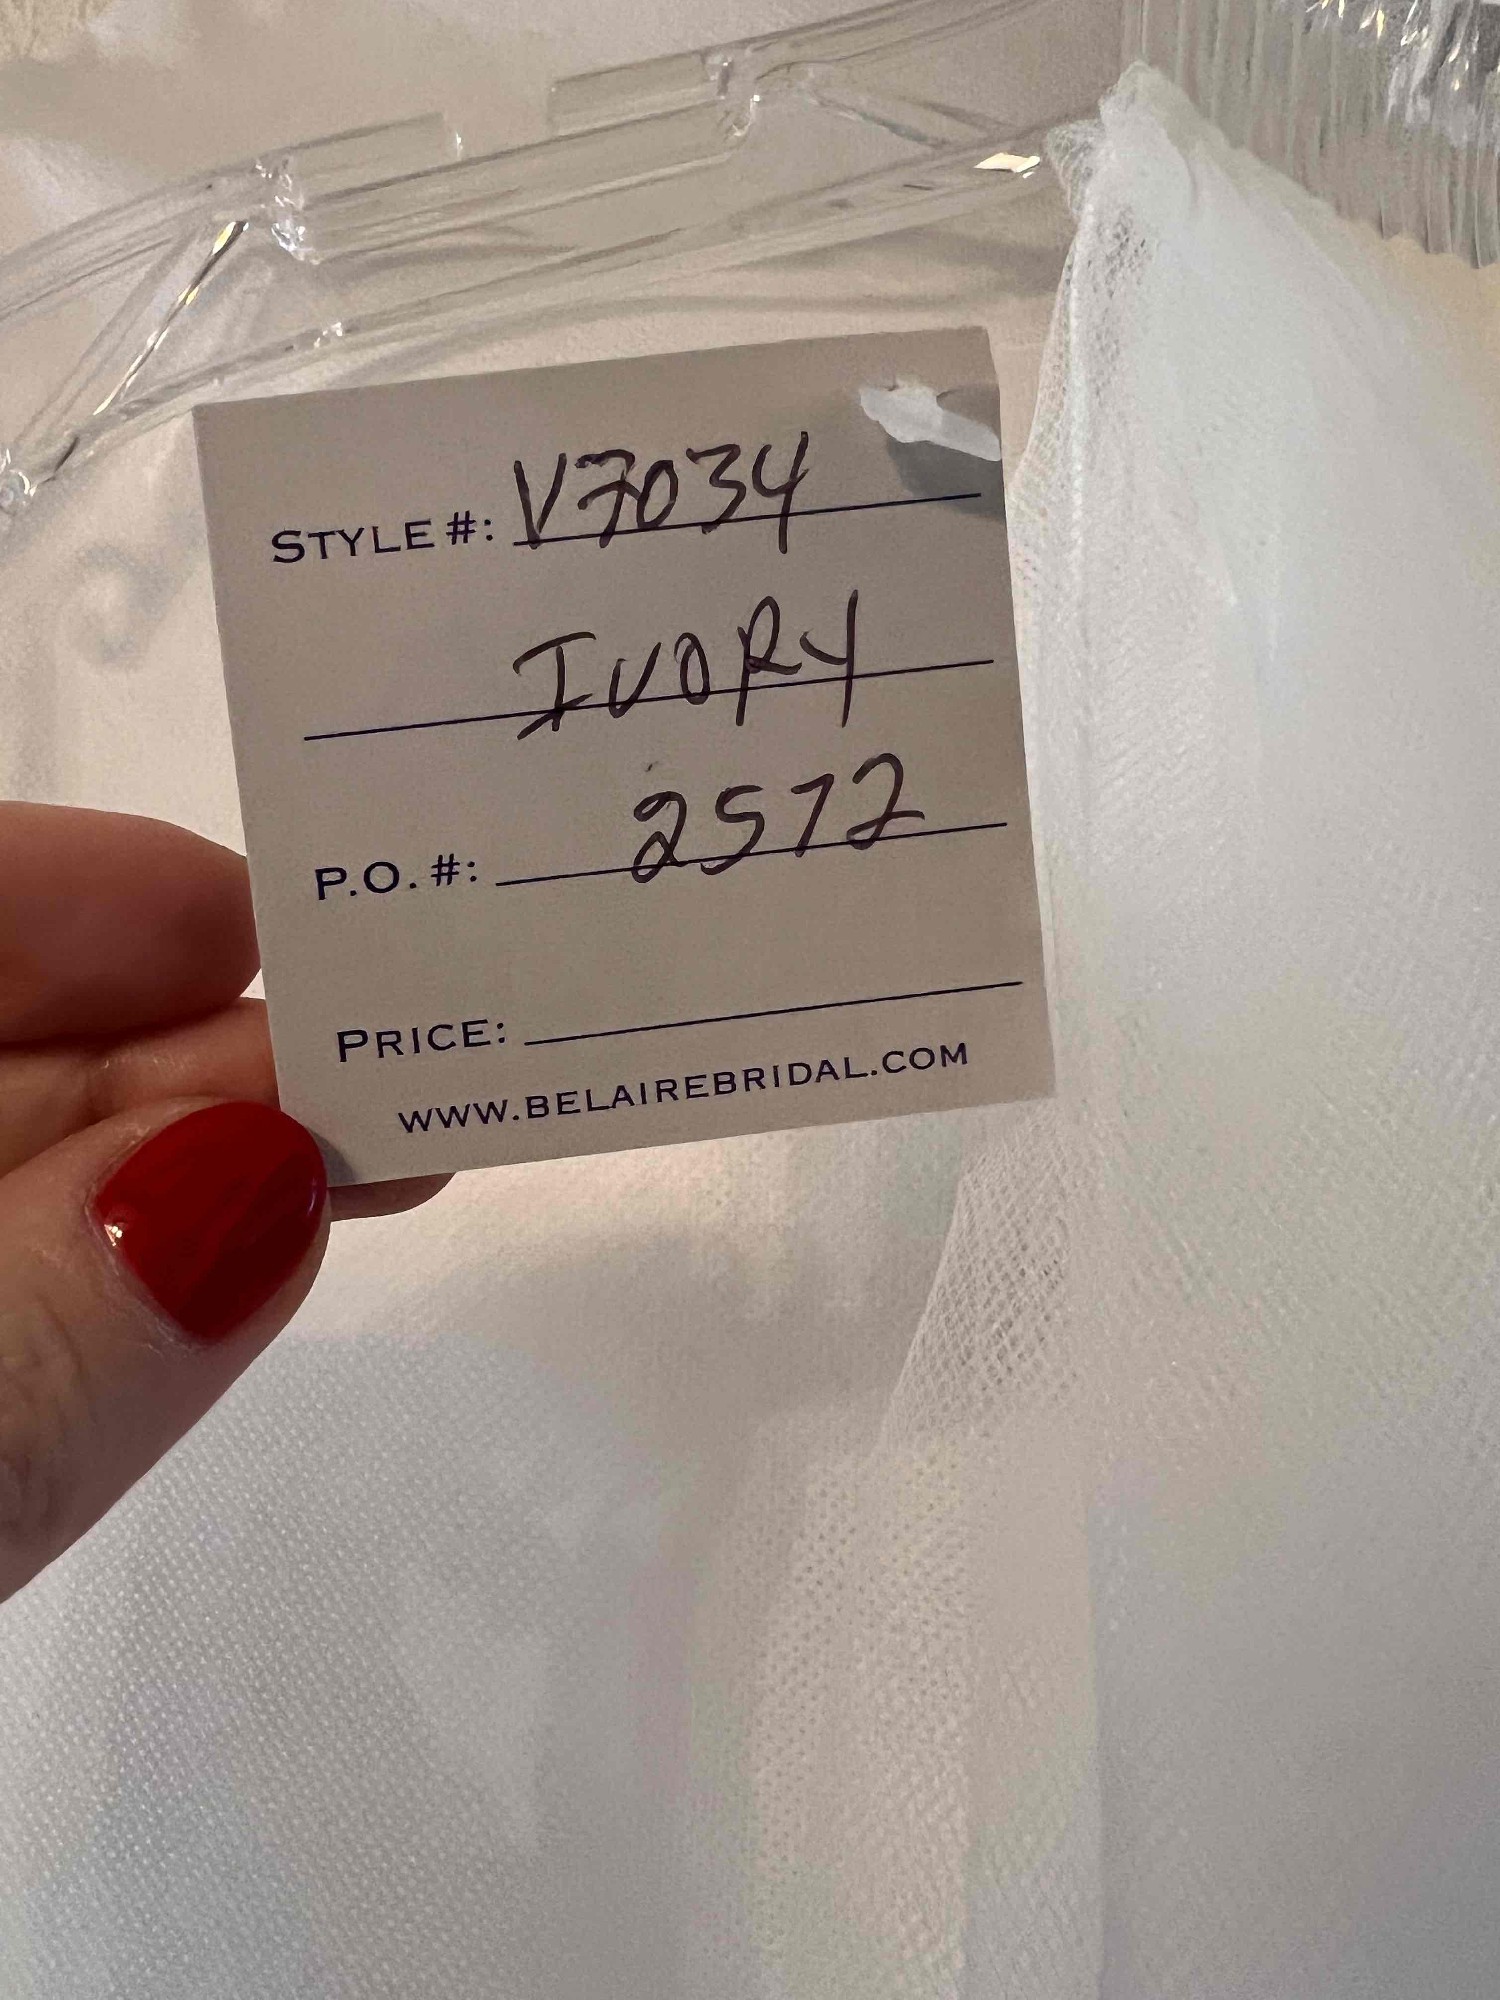 STYLE #: V7034
IVORY
P.O. #: 2572
PRICE:
WWW.BELAIREBRIDAL.COM